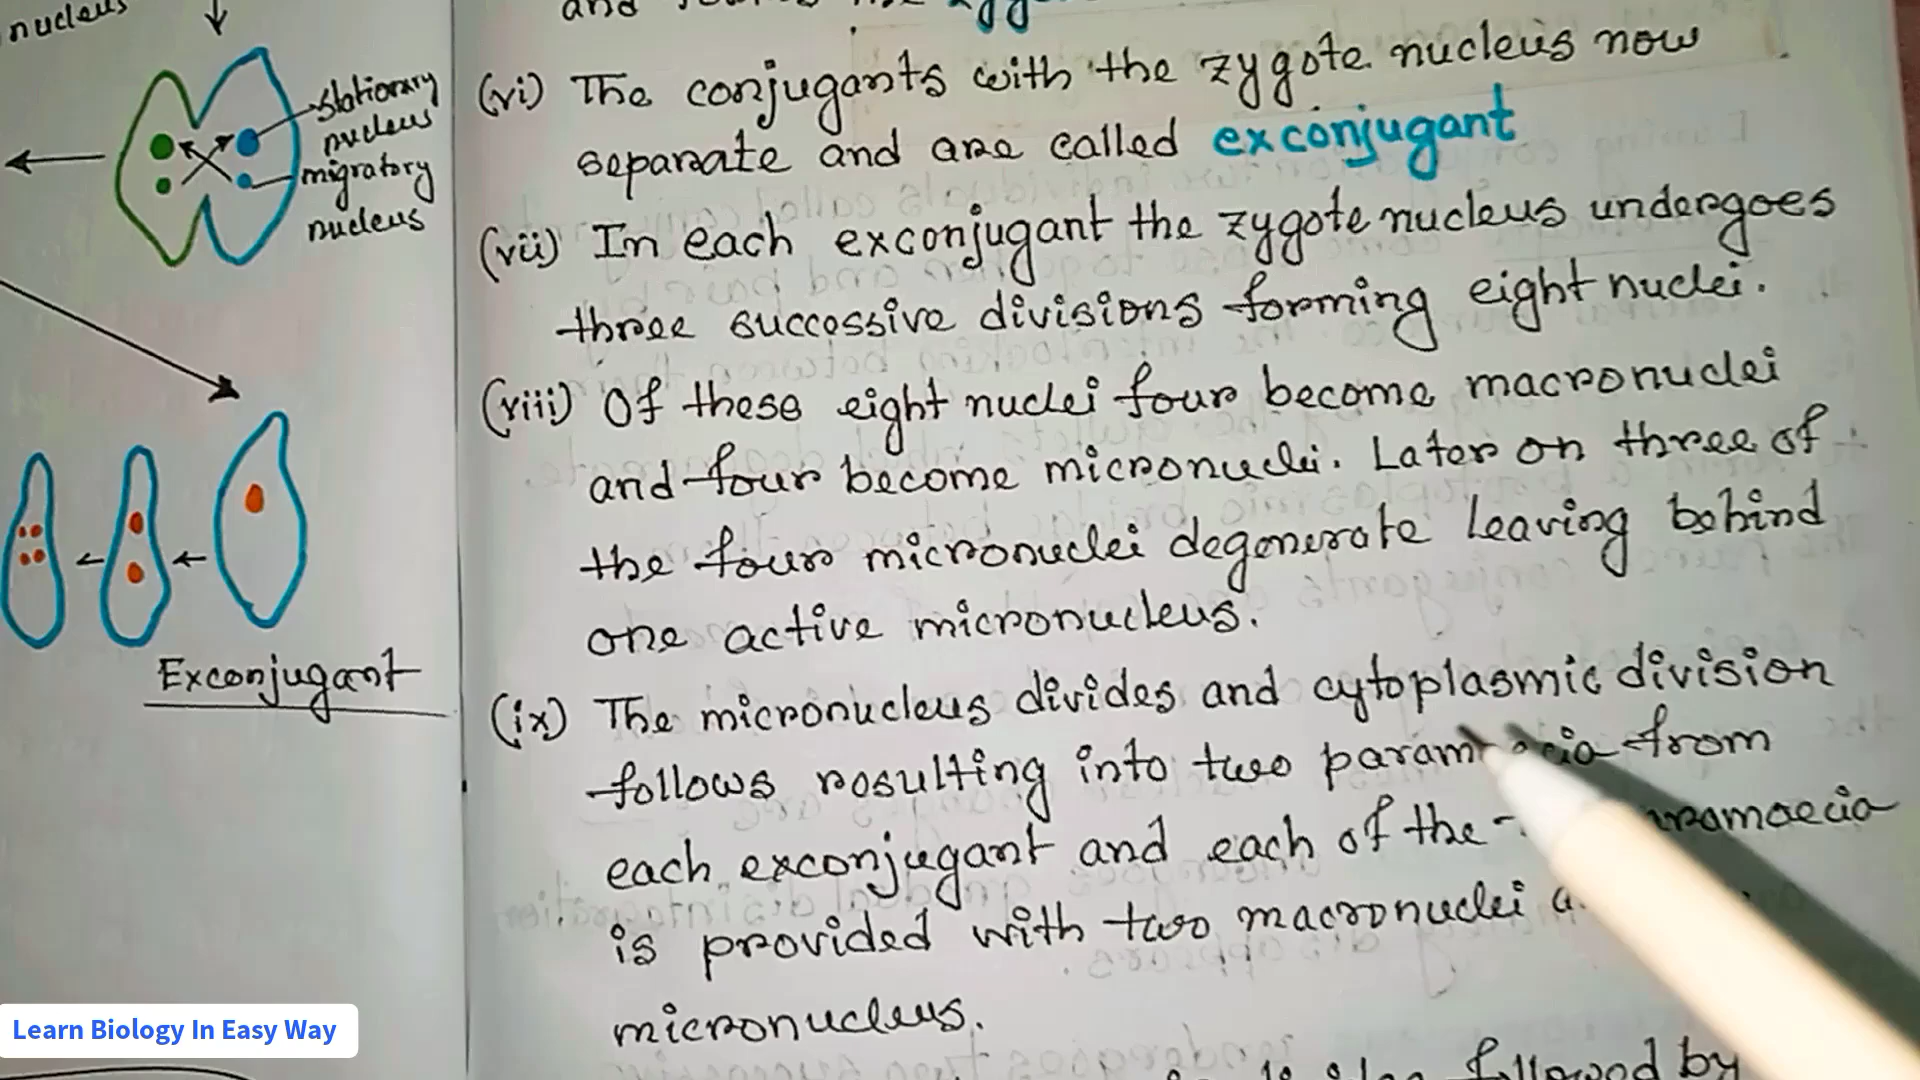 nucleus
stationary
nucleus
migratory
nucleus
Exconjugant
and
(vi) The conjugants with the zygote nucleus now
separate and are called exconjugant
(vii) In each exconjugant the zygote nucleus undergoes
three successive divisions forming eight nuclei.
(viii) Of these eight nuclei four become macronuclei
and four become micronuclei. Later on three of
the four micronuclei degenerate leaving behind
one active micronucleus.
(ix) The micronucleus divides and cytoplasmic division
follows resulting into two from
each exconjugant and each of the
is provided with two macronuclei
micronucleus.
followed by
Learn Biology In Easy Way